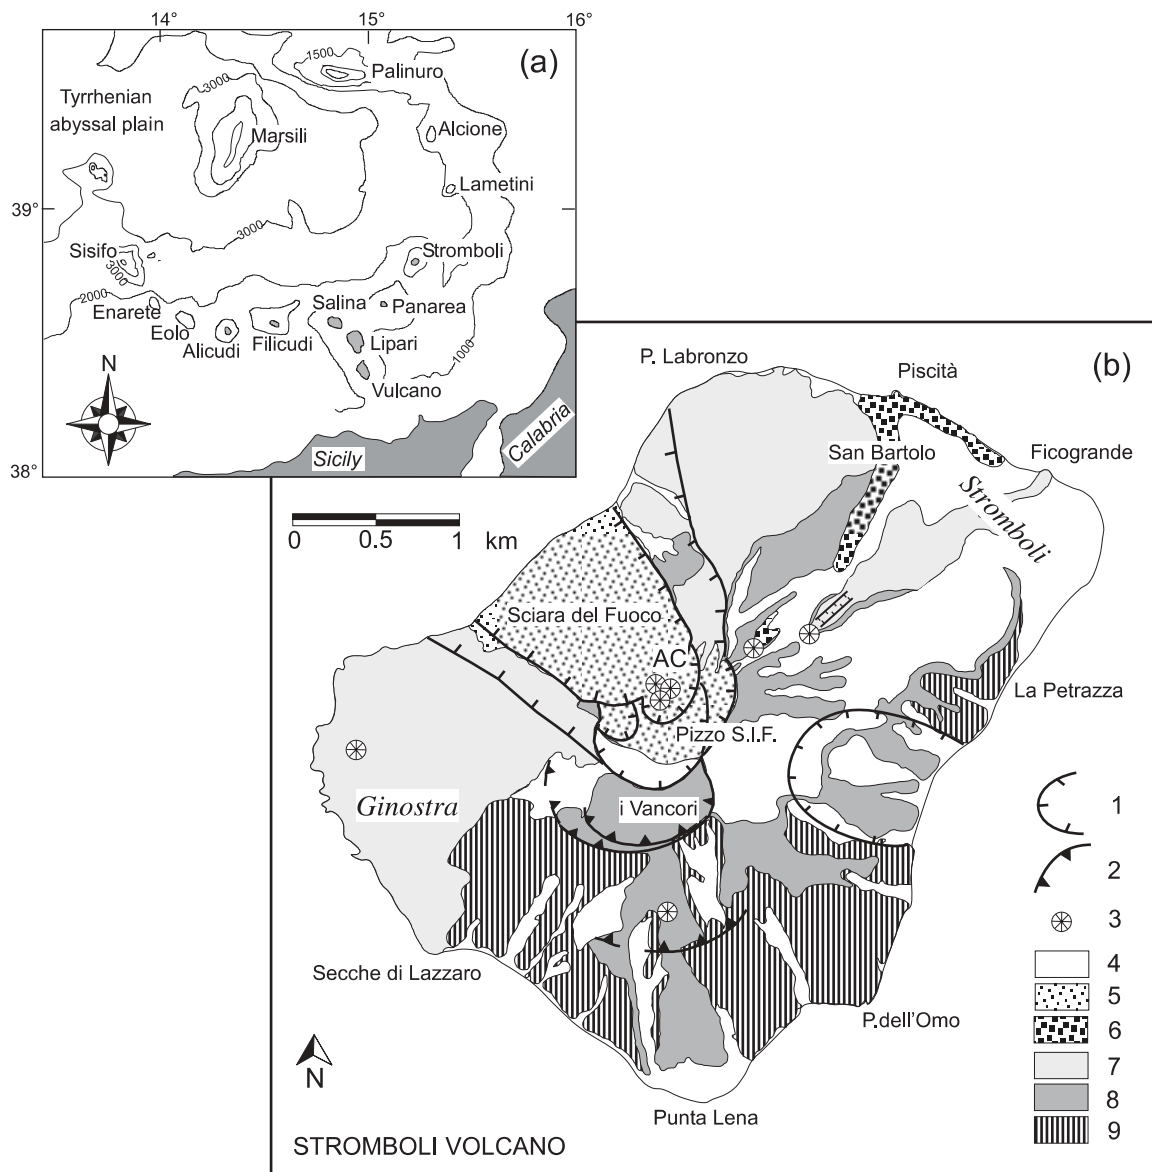 14°
15°
16°
(a)
1500
Palinuro
3000
Tyrrhenian
abyssal plain
Marsili
Alcione
Lametini
39°
3000
Sisifo
Stromboli
3000
2000
Enarete
Salina
Panarea
Eolo
Alicudi
Filicudi
Lipari
1000
Vulcano
N
Calabria
Sicily
38°
P. Labronzo
(b)
Piscità
San Bartolo
Ficogrande
Stromboli
0 0.5 1 km
Sciara del Fuoco
AC
La Petrazza
Pizzo S.I.F.
Ginostra
i Vancori
1
2
3
4
5
6
7
8
9
Secche di Lazzaro
P.dell'Omo
N
Punta Lena
STROMBOLI VOLCANO